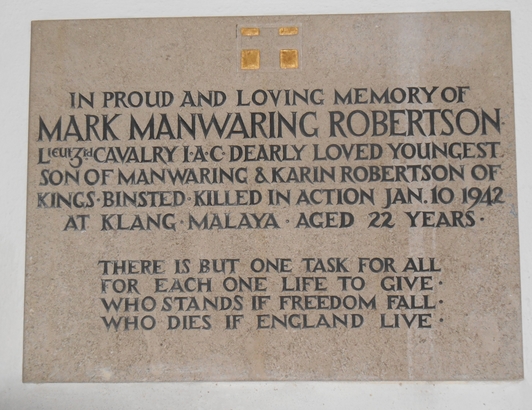 IN PROUD AND LOVING MEMORY OF
MARK MANWARING ROBERTSON
LIEUT 3rd CAVALRY I·A·C· DEARLY LOVED YOUNGEST
SON OF MANWARING & KARIN ROBERTSON OF
KINGS·BINSTED·KILLED IN ACTION JAN. 10 1942
AT KLANG·MALAYA·AGED 22 YEARS·
THERE IS BUT ONE TASK FOR ALL
FOR EACH ONE LIFE TO GIVE·
WHO STANDS IF FREEDOM FALL·
WHO DIES IF ENGLAND LIVE·